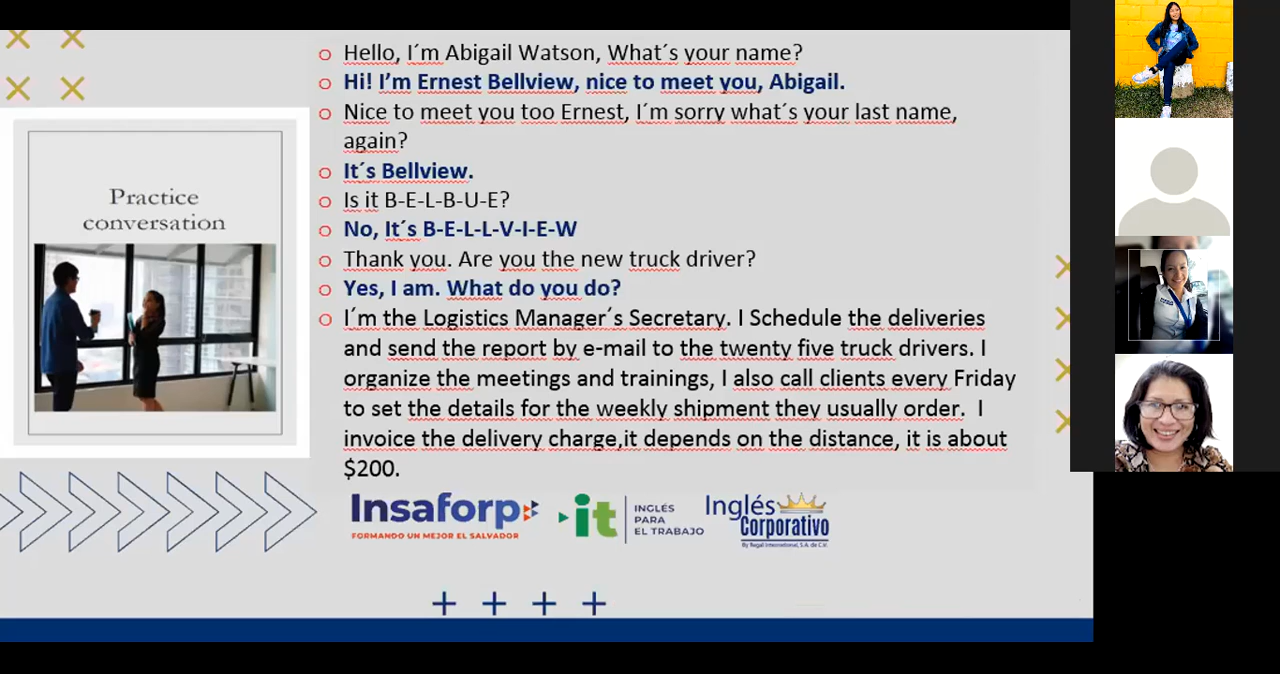 Hello, I´m Abigail Watson, What´s your name?
Hi! I’m Ernest Bellview, nice to meet you, Abigail.
Nice to meet you too Ernest, I´m sorry what´s your last name,
again?
It´s Bellview.
Is it B-E-L-B-U-E?
No, It´s B-E-L-L-V-I-E-W
Thank you. Are you the new truck driver?
Yes, I am. What do you do?
I´m the Logistics Manager´s Secretary. I Schedule the deliveries
and send the report by e-mail to the twenty five truck drivers. I
organize the meetings and trainings, I also call clients every Friday
to set the details for the weekly shipment they usually order. I
invoice the delivery charge,it depends on the distance, it is about
$200.
Practice
conversation
Insaforp
FORMANDO UN MEJOR EL SALVADOR
it
INGLÉS
PARA
EL TRABAJO
Inglés
Corporativo
By Regal International, S.A. de C.V.